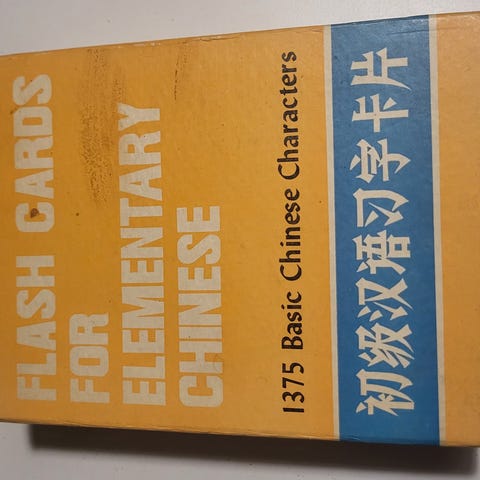 FLASH CARDS
FOR
ELEMENTARY
CHINESE
1375 Basic Chinese Characters
初级汉语习字卡片